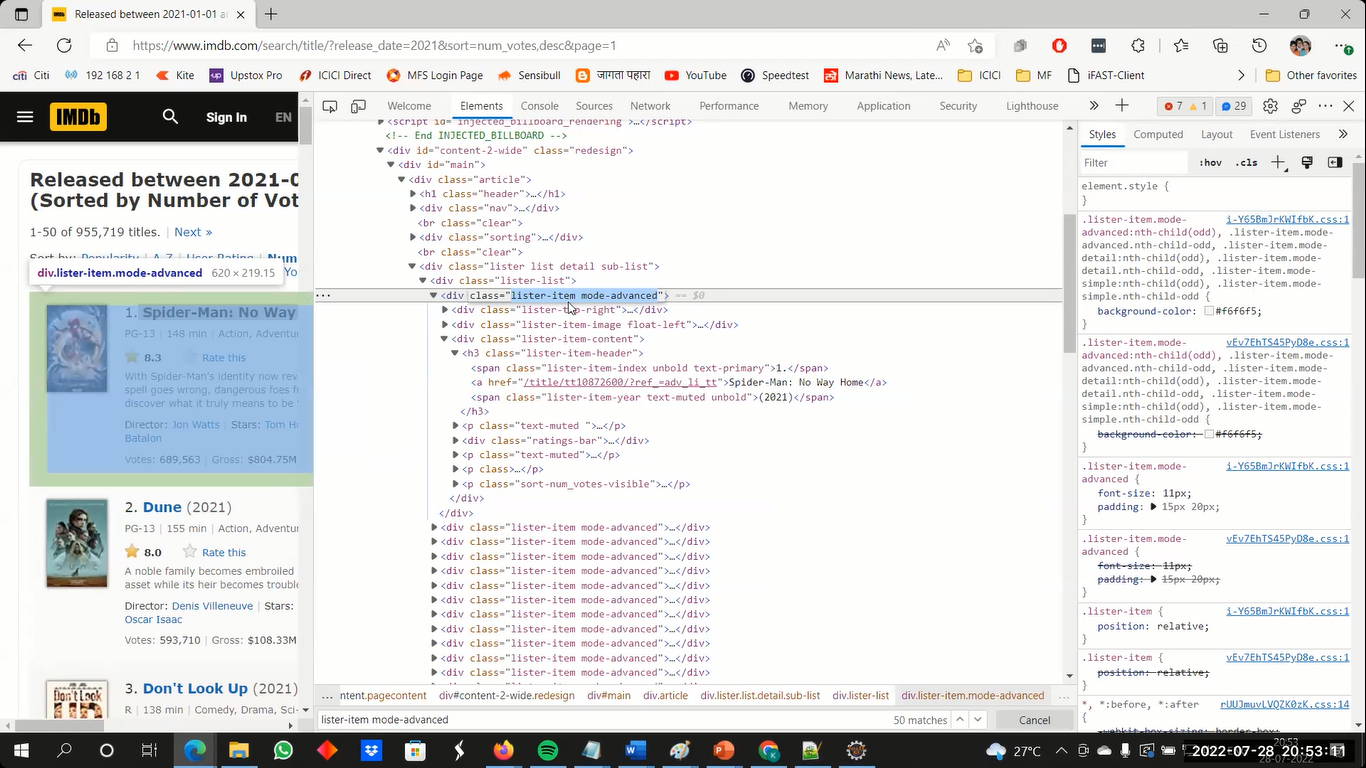 Released between 2021-01-01 a
https://www.imdb.com/search/title/?release_date=2021&sort=num_votes,desc&page=1
citi Citi 192 168 2 1 Kite up Upstox Pro ICICI Direct MFS Login Page Sensibull जागता पहारा YouTube Speedtest Marathi News, Late... ICICI MF iFAST-Client Other favorites
IMDb Sign In EN
Welcome Elements Console Sources Network Performance Memory Application Security Lighthouse 7 1 29
Released between 2021-0
(Sorted by Number of Vot
1-50 of 955,719 titles. | Next »
div.lister-item.mode-advanced 620 × 219.15
1. Spider-Man: No Way
PG-13 | 148 min | Action, Adventur
8.3 Rate this
With Spider-Man's identity now rev
spell goes wrong, dangerous foes f
discover what it truly means to be
Director: Jon Watts | Stars: Tom H
Batalon
Votes: 689,563 | Gross: $804.75M
2. Dune (2021)
PG-13 | 155 min | Action, Adventur
8.0 Rate this
A noble family becomes embroiled
asset while its heir becomes trouble
Director: Denis Villeneuve | Stars:
Oscar Isaac
Votes: 593,710 | Gross: $108.33M
3. Don't Look Up (2021)
R | 138 min | Comedy, Drama, Sci-
<script id="injected_billboard_rendering">…</script>
<!-- End INJECTED_BILLBOARD -->
<div id="content-2-wide" class="redesign">
<div id="main">
<div class="article">
<h1 class="header">…</h1>
<div class="nav">…</div>
<br class="clear">
<div class="sorting">…</div>
<br class="clear">
<div class="lister list detail sub-list">
<div class="lister-list">
<div class="lister-item mode-advanced"> == $0
<div class="lister-top-right">…</div>
<div class="lister-item-image float-left">…</div>
<div class="lister-item-content">
<h3 class="lister-item-header">
<span class="lister-item-index unbold text-primary">1.</span>
<a href="/title/tt10872600/?ref_=adv_li_tt">Spider-Man: No Way Home</a>
<span class="lister-item-year text-muted unbold">(2021)</span>
</h3>
<p class="text-muted ">…</p>
<div class="ratings-bar">…</div>
<p class="text-muted">…</p>
<p class>…</p>
<p class="sort-num_votes-visible">…</p>
</div>
</div>
<div class="lister-item mode-advanced">…</div>
<div class="lister-item mode-advanced">…</div>
<div class="lister-item mode-advanced">…</div>
<div class="lister-item mode-advanced">…</div>
<div class="lister-item mode-advanced">…</div>
<div class="lister-item mode-advanced">…</div>
<div class="lister-item mode-advanced">…</div>
<div class="lister-item mode-advanced">…</div>
<div class="lister-item mode-advanced">…</div>
<div class="lister-item mode-advanced">…</div>
<div class="lister-item mode-advanced">…</div>
... ntent.pagecontent div#content-2-wide.redesign div#main div.article div.lister.list.detail.sub-list div.lister-list div.lister-item.mode-advanced ...
lister-item mode-advanced 50 matches Cancel
Styles Computed Layout Event Listeners
Filter :hov .cls
element.style {
}
.lister-item.mode- i-Y65BmJrKWIfbK.css:1
advanced:nth-child(odd), .lister-item.mode-
advanced:nth-child(odd), .lister-item.mode-
detail:nth-child(odd), .lister-item.mode-
simple:nth-child(odd), .lister-item.mode-
simple.nth-child(odd) {
background-color: #f6f6f5;
}
.lister-item.mode- vEv7EhTS45PyD8e.css:1
advanced:nth-child(odd), .lister-item.mode-
advanced:nth-child(odd), .lister-item.mode-
detail:nth-child(odd), .lister-item.mode-
simple:nth-child(odd), .lister-item.mode-
simple.nth-child(odd) {
background-color: #f6f6f5;
}
.lister-item.mode- i-Y65BmJrKWIfbK.css:1
advanced {
font-size: 11px;
padding: 15px 20px;
}
.lister-item.mode- vEv7EhTS45PyD8e.css:1
advanced {
font-size: 11px;
padding: 15px 20px;
}
.lister-item { i-Y65BmJrKWIfbK.css:1
position: relative;
}
.lister-item { vEv7EhTS45PyD8e.css:1
position: relative;
}
*, *:before, *:after rUUJmuvLVQZK0zK.css:14
{
27°C 2022-07-28 20:53:11